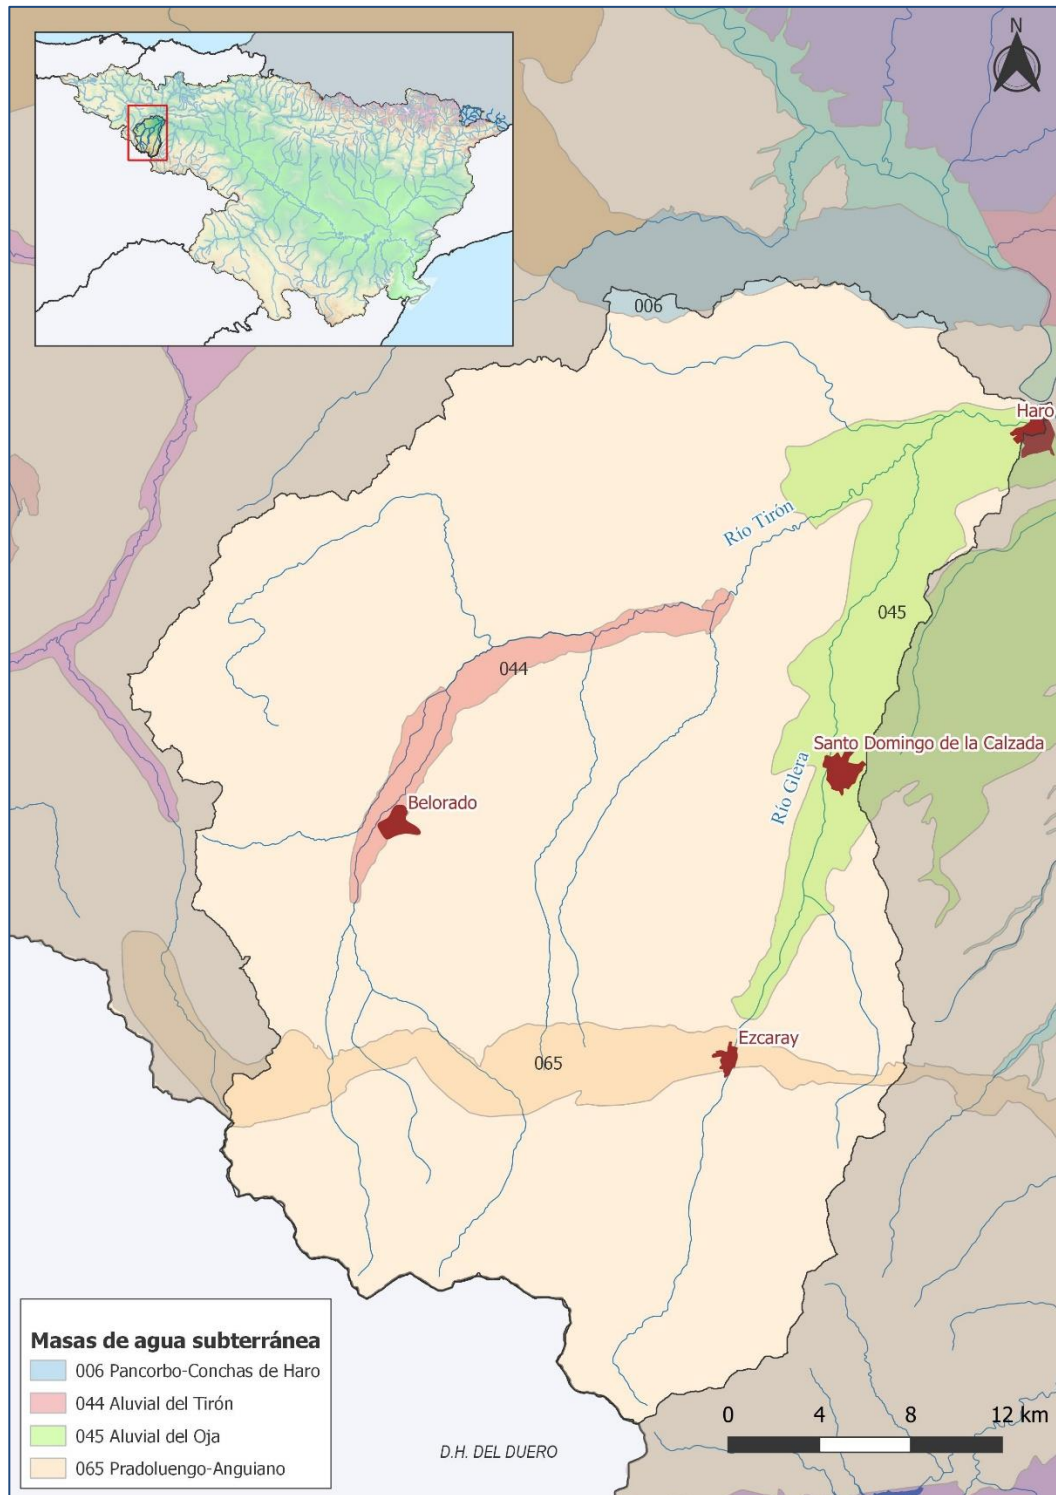 N
006
Haro
Río Tirón
045
044
Santo Domingo de la Calzada
Río Glera
Belorado
Ezcaray
065
Masas de agua subterránea
006 Pancorbo-Conchas de Haro
044 Aluvial del Tirón
045 Aluvial del Oja
065 Pradoluengo-Anguiano
0 4 8 12 km
D.H. DEL DUERO